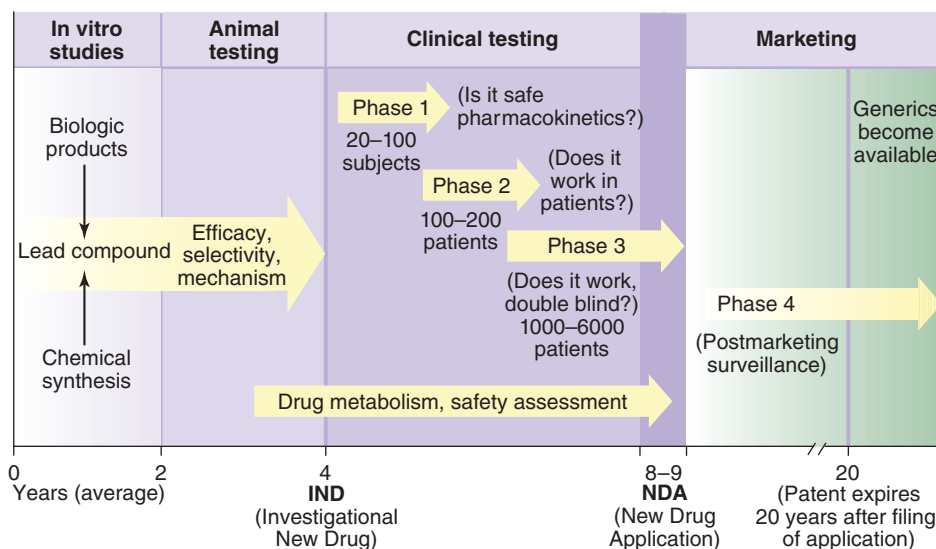 In vitro
studies
Animal
testing
Clinical testing
Marketing
Biologic
products
Lead compound
Chemical
synthesis
Efficacy,
selectivity,
mechanism
Phase 1
(Is it safe
pharmacokinetics?)
20–100
subjects
Phase 2
(Does it
work in
patients?)
100–200
patients
Phase 3
(Does it work,
double blind?)
1000–6000
patients
Drug metabolism, safety assessment
Generics
become
available
Phase 4
(Postmarketing
surveillance)
0
2
4
8–9
20
Years (average)
IND
(Investigational
New Drug)
NDA
(New Drug
Application)
(Patent expires
20 years after filing
of application)